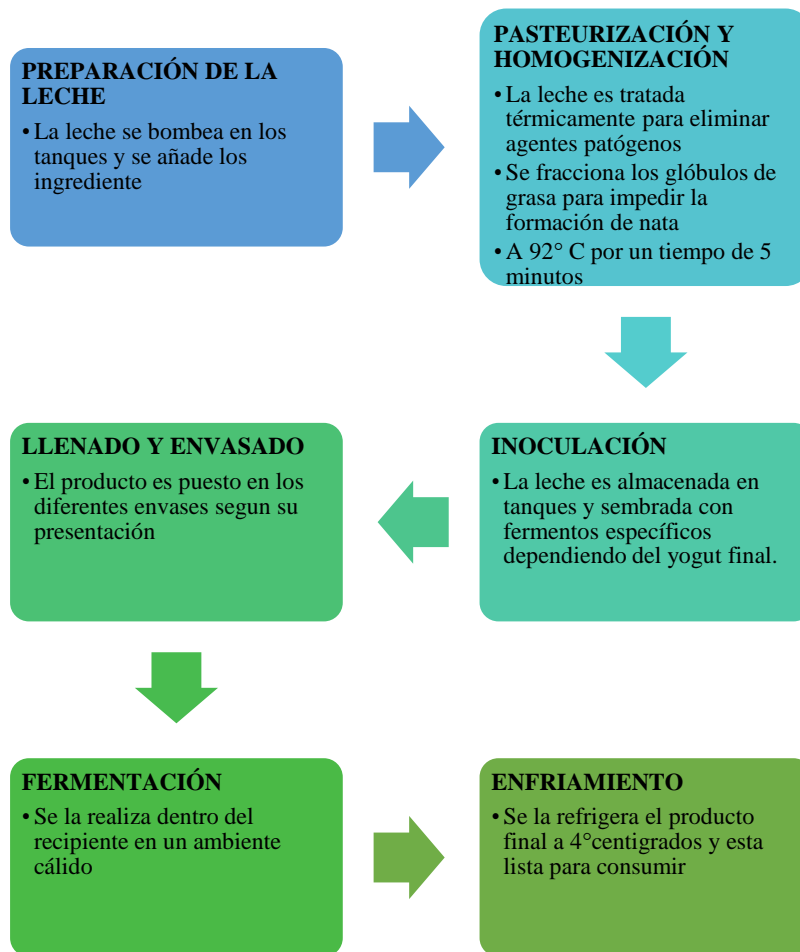 PREPARACIÓN DE LA
LECHE
• La leche se bombea en los
tanques y se añade los
ingrediente
PASTEURIZACIÓN Y
HOMOGENIZACIÓN
• La leche es tratada
térmicamente para eliminar
agentes patógenos
• Se fracciona los glóbulos de
grasa para impedir la
formación de nata
• A 92° C por un tiempo de 5
minutos
INOCULACIÓN
• La leche es almacenada en
tanques y sembrada con
fermentos específicos
dependiendo del yogut final.
LLENADO Y ENVASADO
• El producto es puesto en los
diferentes envases segun su
presentación
FERMENTACIÓN
• Se la realiza dentro del
recipiente en un ambiente
cálido
ENFRIAMIENTO
• Se la refrigera el producto
final a 4°centigrados y esta
lista para consumir